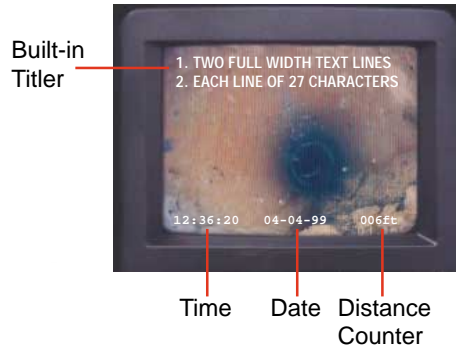 Built-in
Titler
1. TWO FULL WIDTH TEXT LINES
2. EACH LINE OF 27 CHARACTERS
12:36:20 04-04-99 006ft
Time Date Distance
Counter